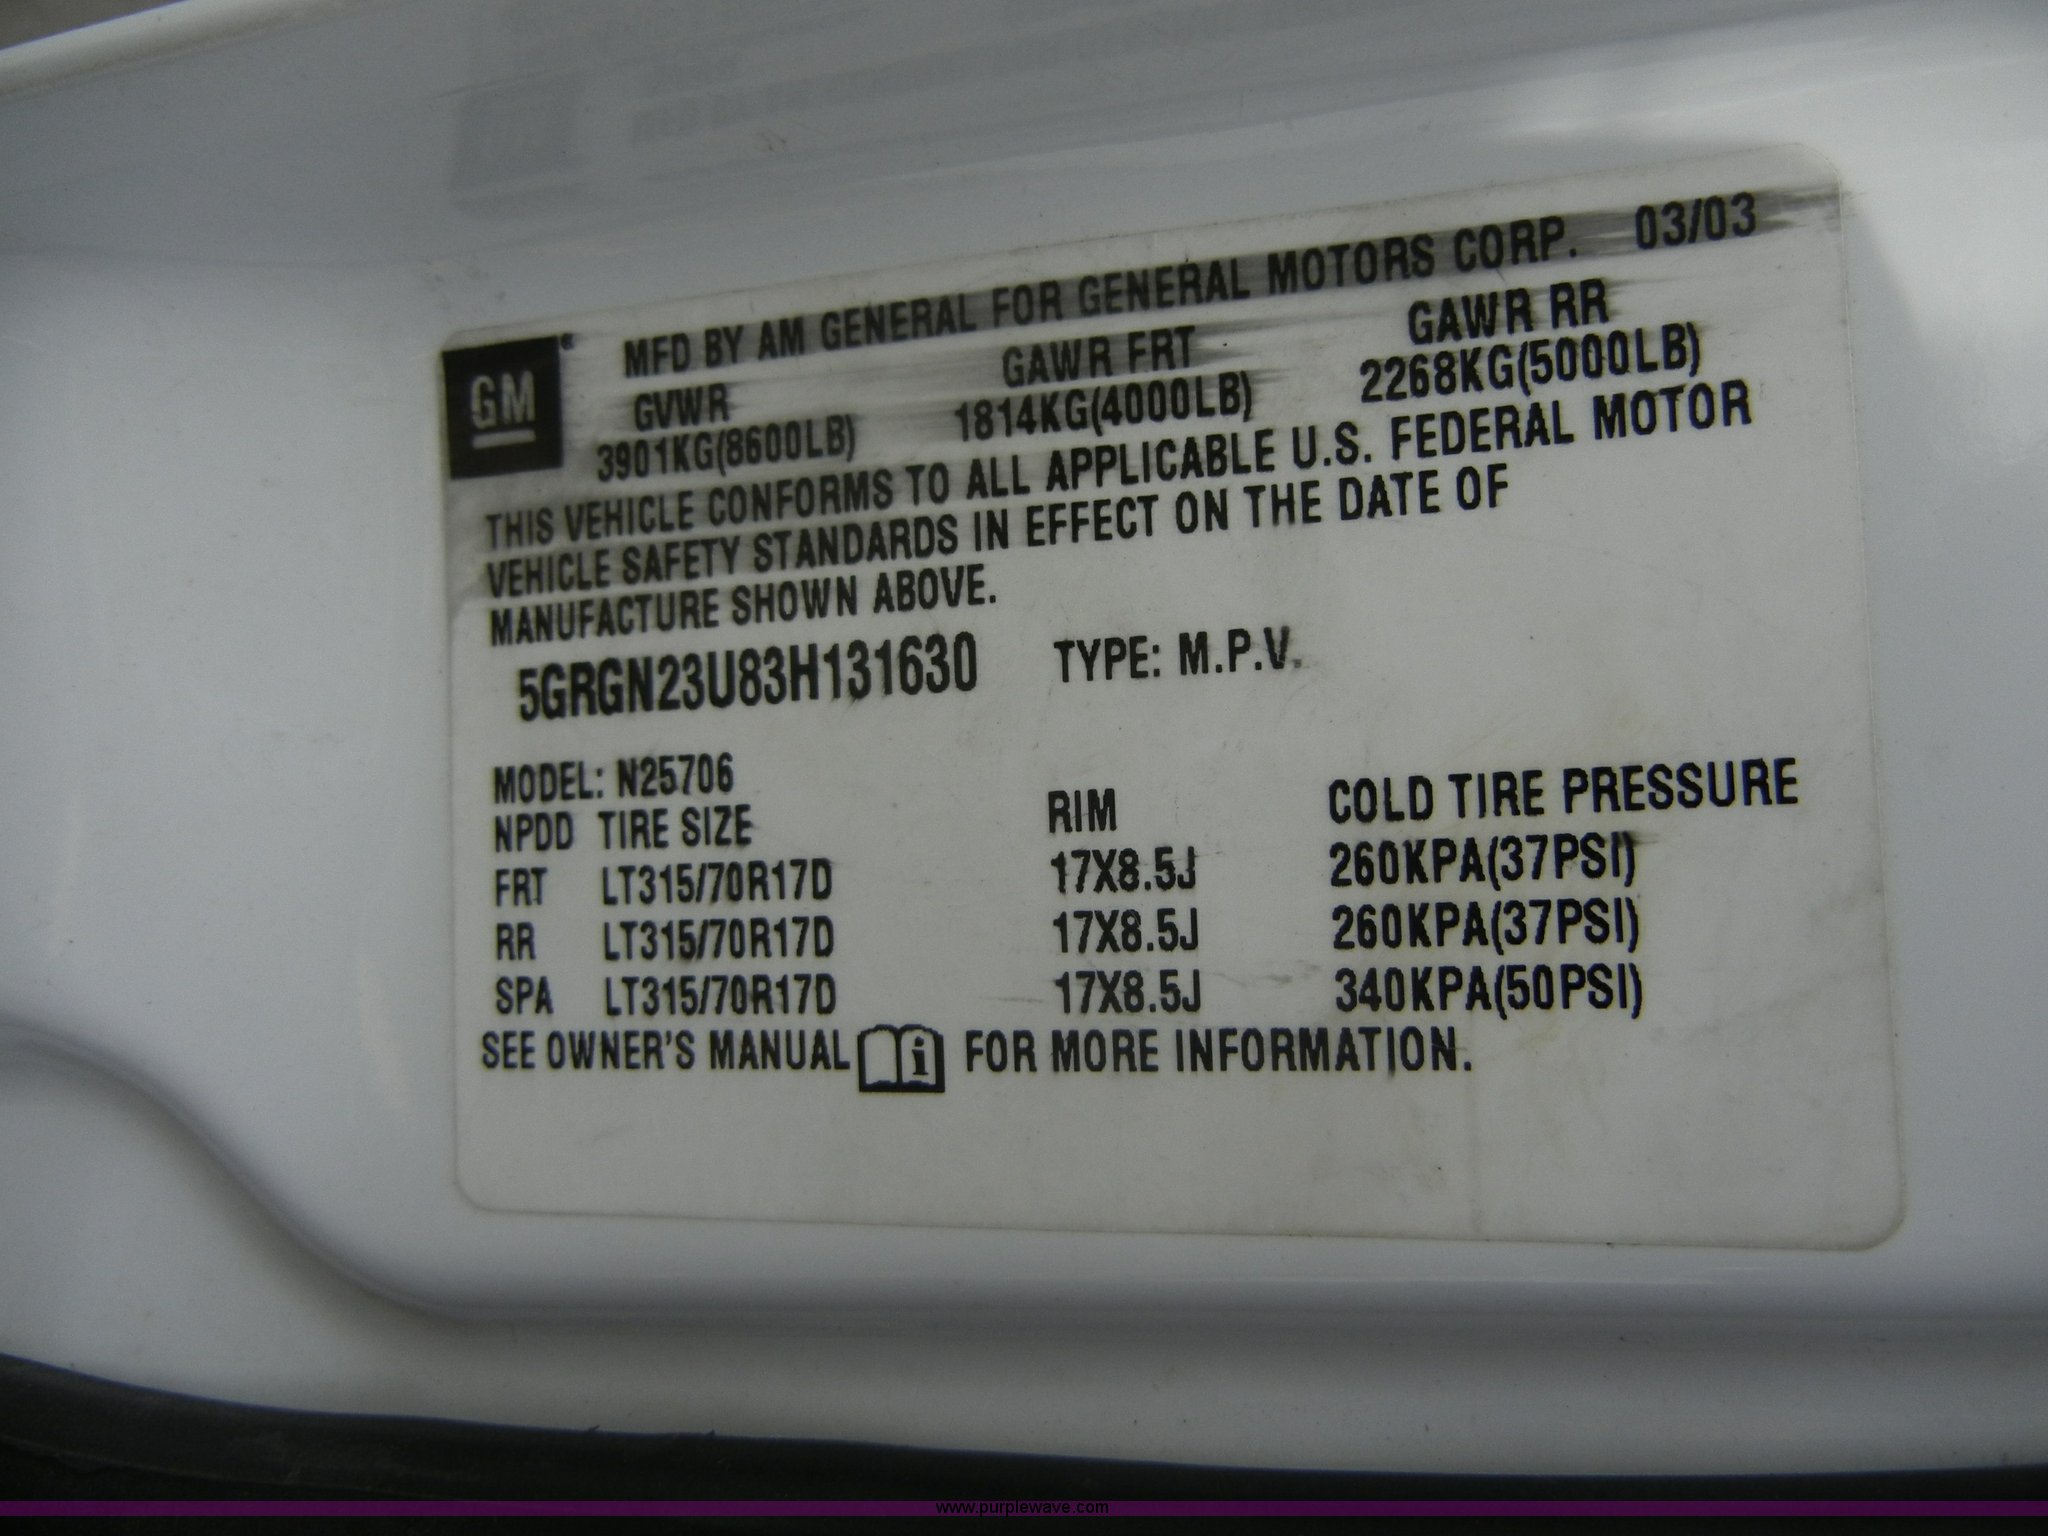 GM® MFD BY AM GENERAL FOR GENERAL MOTORS CORP. 03/03
GVWR GAWR FRT GAWR RR
3901KG(8600LB) 1814KG(4000LB) 2268KG(5000LB)
THIS VEHICLE CONFORMS TO ALL APPLICABLE U.S. FEDERAL MOTOR
VEHICLE SAFETY STANDARDS IN EFFECT ON THE DATE OF
MANUFACTURE SHOWN ABOVE.
5GRGN23U83H131630 TYPE: M.P.V.
MODEL: N25706
NPDD TIRE SIZE RIM COLD TIRE PRESSURE
FRT LT315/70R17D 17X8.5J 260KPA(37PSI)
RR LT315/70R17D 17X8.5J 260KPA(37PSI)
SPA LT315/70R17D 17X8.5J 340KPA(50PSI)
SEE OWNER'S MANUAL i FOR MORE INFORMATION.
www.purplewave.com